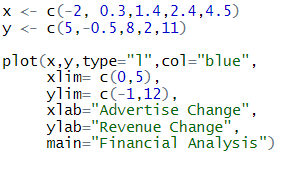 x <- c(-2, 0.3,1.4,2.4,4.5)
y <- c(5,-0.5,8,2,11)
plot(x,y,type="l",col="blue",
xlim= c(0,5),
ylim= c(-1,12),
xlab="Advertise Change",
ylab="Revenue Change",
main="Financial Analysis")